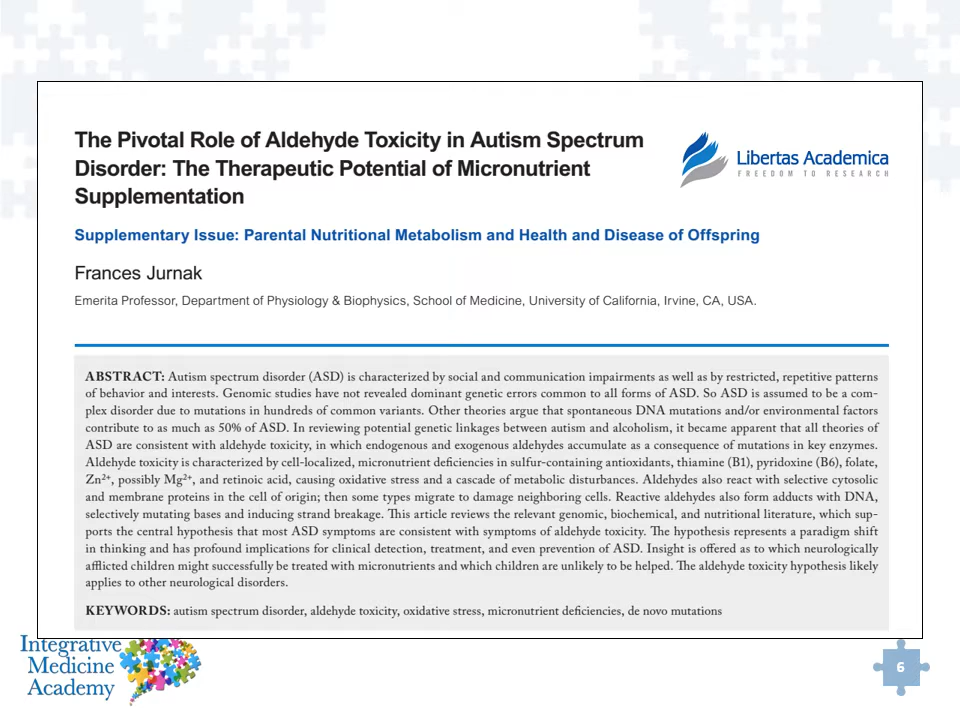 The Pivotal Role of Aldehyde Toxicity in Autism Spectrum
Disorder: The Therapeutic Potential of Micronutrient
Supplementation
Libertas Academica
FREEDOM TO RESEARCH
Supplementary Issue: Parental Nutritional Metabolism and Health and Disease of Offspring
Frances Jurnak
Emerita Professor, Department of Physiology & Biophysics, School of Medicine, University of California, Irvine, CA, USA.
ABSTRACT: Autism spectrum disorder (ASD) is characterized by social and communication impairments as well as by restricted, repetitive patterns
of behavior and interests. Genomic studies have not revealed dominant genetic errors common to all forms of ASD. So ASD is assumed to be a com-
plex disorder due to mutations in hundreds of common variants. Other theories argue that spontaneous DNA mutations and/or environmental factors
contribute to as much as 50% of ASD. In reviewing potential genetic linkages between autism and alcoholism, it became apparent that all theories of
ASD are consistent with aldehyde toxicity, in which endogenous and exogenous aldehydes accumulate as a consequence of mutations in key enzymes.
Aldehyde toxicity is characterized by cell-localized, micronutrient deficiencies in sulfur-containing antioxidants, thiamine (B1), pyridoxine (B6), folate,
Zn²⁺, possibly Mg²⁺, and retinoic acid, causing oxidative stress and a cascade of metabolic disturbances. Aldehydes also react with selective cytosolic
and membrane proteins in the cell of origin; then some types migrate to damage neighboring cells. Reactive aldehydes also form adducts with DNA,
selectively mutating bases and inducing strand breakage. This article reviews the relevant genomic, biochemical, and nutritional literature, which sup-
ports the central hypothesis that most ASD symptoms are consistent with symptoms of aldehyde toxicity. The hypothesis represents a paradigm shift
in thinking and has profound implications for clinical detection, treatment, and even prevention of ASD. Insight is offered as to which neurologically
afflicted children might successfully be treated with micronutrients and which children are unlikely to be helped. The aldehyde toxicity hypothesis likely
applies to other neurological disorders.
KEYWORDS: autism spectrum disorder, aldehyde toxicity, oxidative stress, micronutrient deficiencies, de novo mutations
Integrative
Medicine
Academy
6